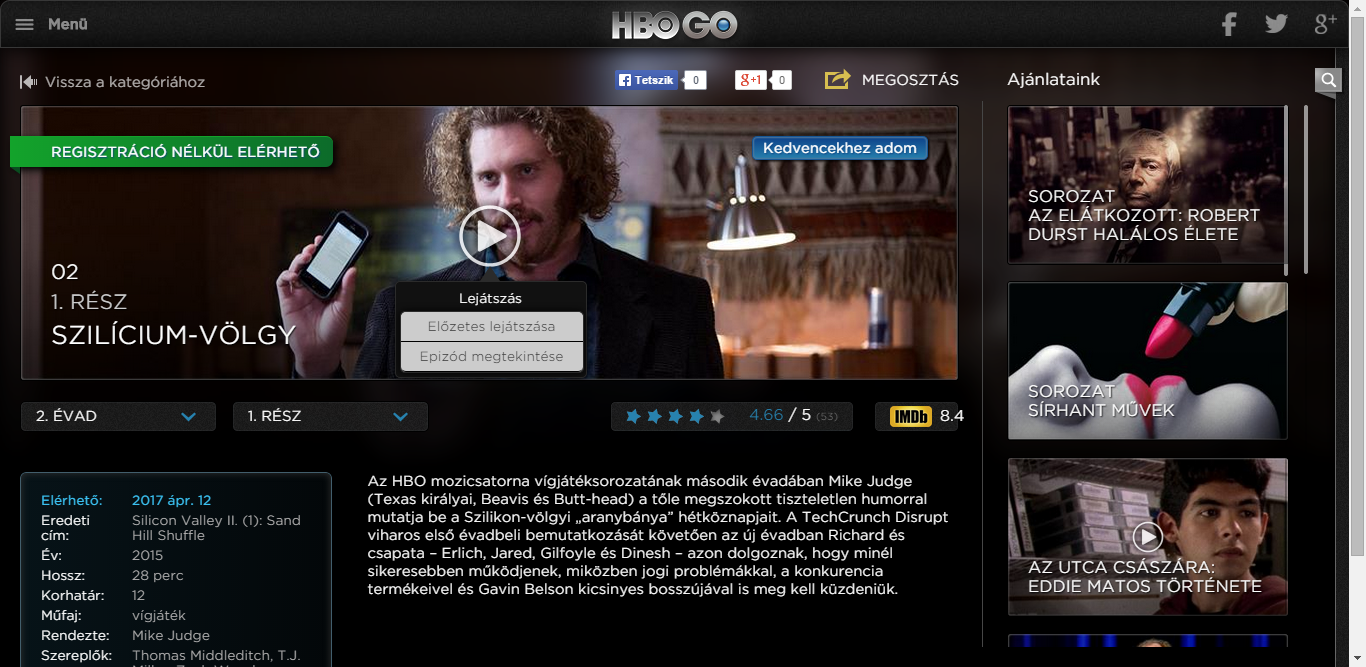 Menü
HBO GO
Vissza a kategóriához
Tetszik 0
g+1 0
MEGOSZTÁS
REGISZTRÁCIÓ NÉLKÜL ELÉRHETŐ
Kedvencekhez adom
02
1. RÉSZ
SZILÍCIUM-VÖLGY
Lejátszás
Előzetes lejátszása
Epizód megtekintése
2. ÉVAD
1. RÉSZ
4.66 / 5 (53)
IMDb 8.4
Elérhető: 2017 ápr. 12
Eredeti cím: Silicon Valley II. (1): Sand
Hill Shuffle
Év: 2015
Hossz: 28 perc
Korhatár: 12
Műfaj: vígjáték
Rendezte: Mike Judge
Szereplők: Thomas Middleditch, T.J.
Az HBO mozicsatorna vígjátéksorozatának második évadában Mike Judge
(Texas királyai, Beavis és Butt-head) a tőle megszokott tiszteletlen humorral
mutatja be a Szilikon-völgyi „aranybánya” hétköznapjait. A TechCrunch Disrupt
viharos első évadbeli bemutatkozását követően az új évadban Richard és
csapata – Erlich, Jared, Gilfoyle és Dinesh – azon dolgoznak, hogy minél
sikeresebben működjenek, miközben jogi problémákkal, a konkurencia
termékeivel és Gavin Belson kicsinyes bosszújával is meg kell küzdeniük.
Ajánlataink
SOROZAT
AZ ELÁTKOZOTT: ROBERT
DURST HALÁLOS ÉLETE
SOROZAT
SÍRHANT MŰVEK
AZ UTCA CSÁSZÁRA:
EDDIE MATOS TÖRTÉNETE